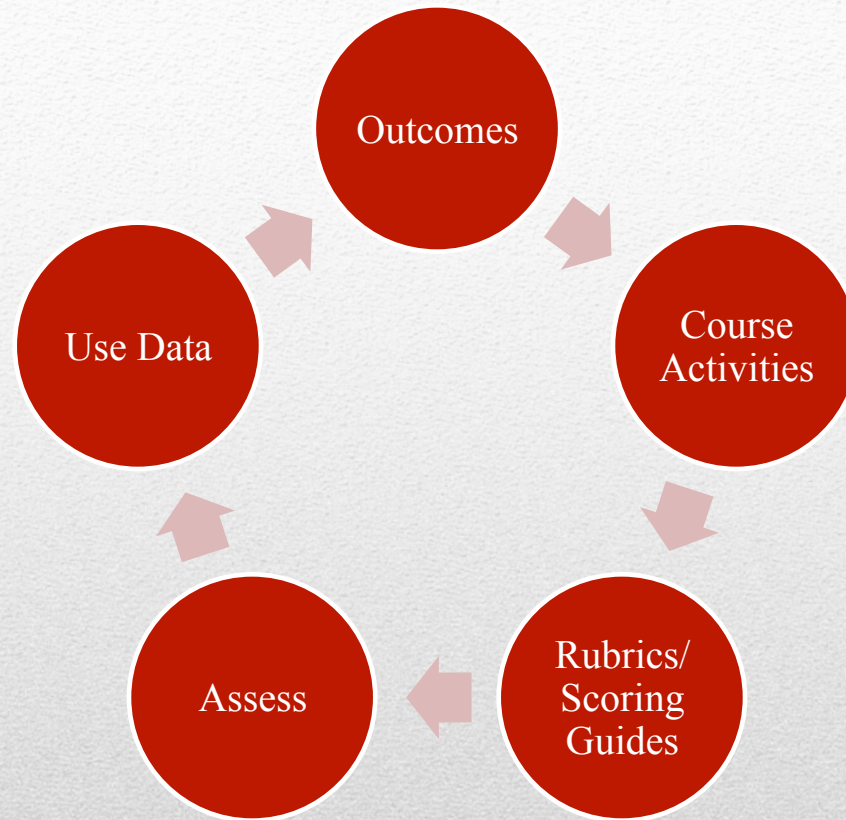 Outcomes
Course
Activities
Rubrics/
Scoring
Guides
Assess
Use Data